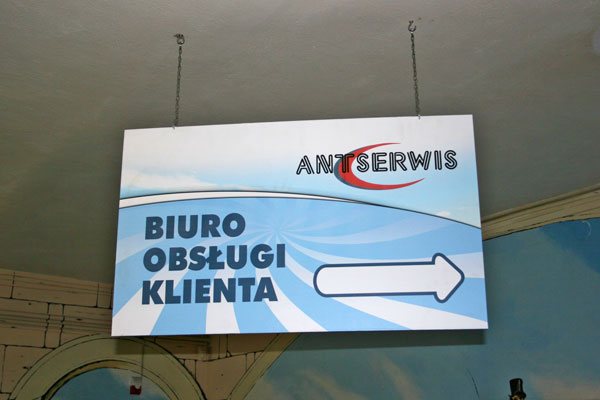 ANTSERWIS
BIURO
OBSŁUGI
KLIENTA